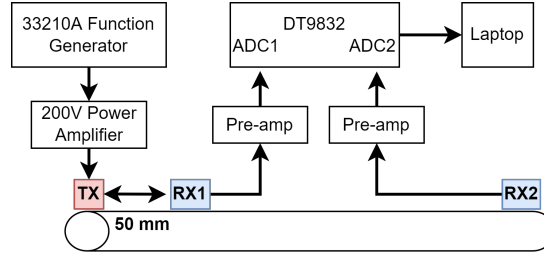 33210A Function
Generator
DT9832
ADC1
ADC2
Laptop
200V Power
Amplifier
Pre-amp
Pre-amp
TX
RX1
RX2
50 mm